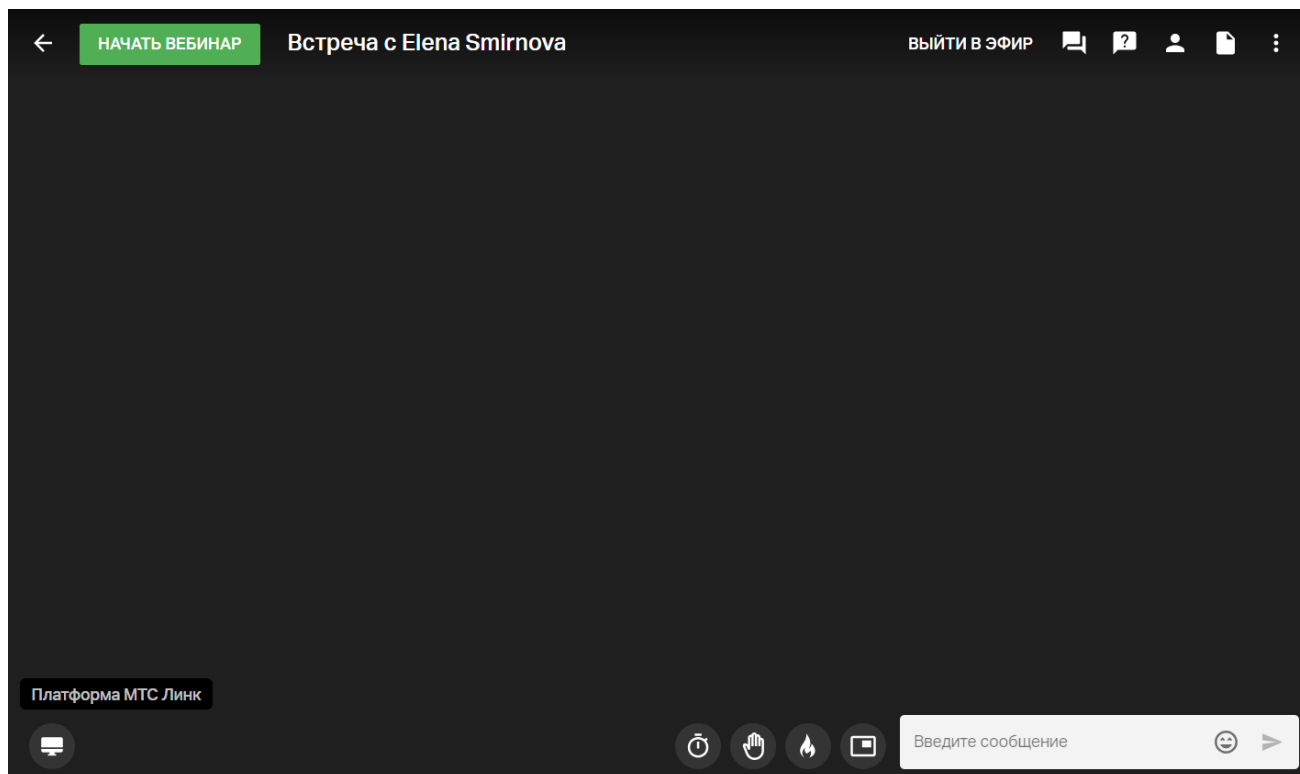 НАЧАТЬ ВЕБИНАР
Встреча с Elena Smirnova
ВЫЙТИ В ЭФИР
?
Платформа МТС Линк
Введите сообщение